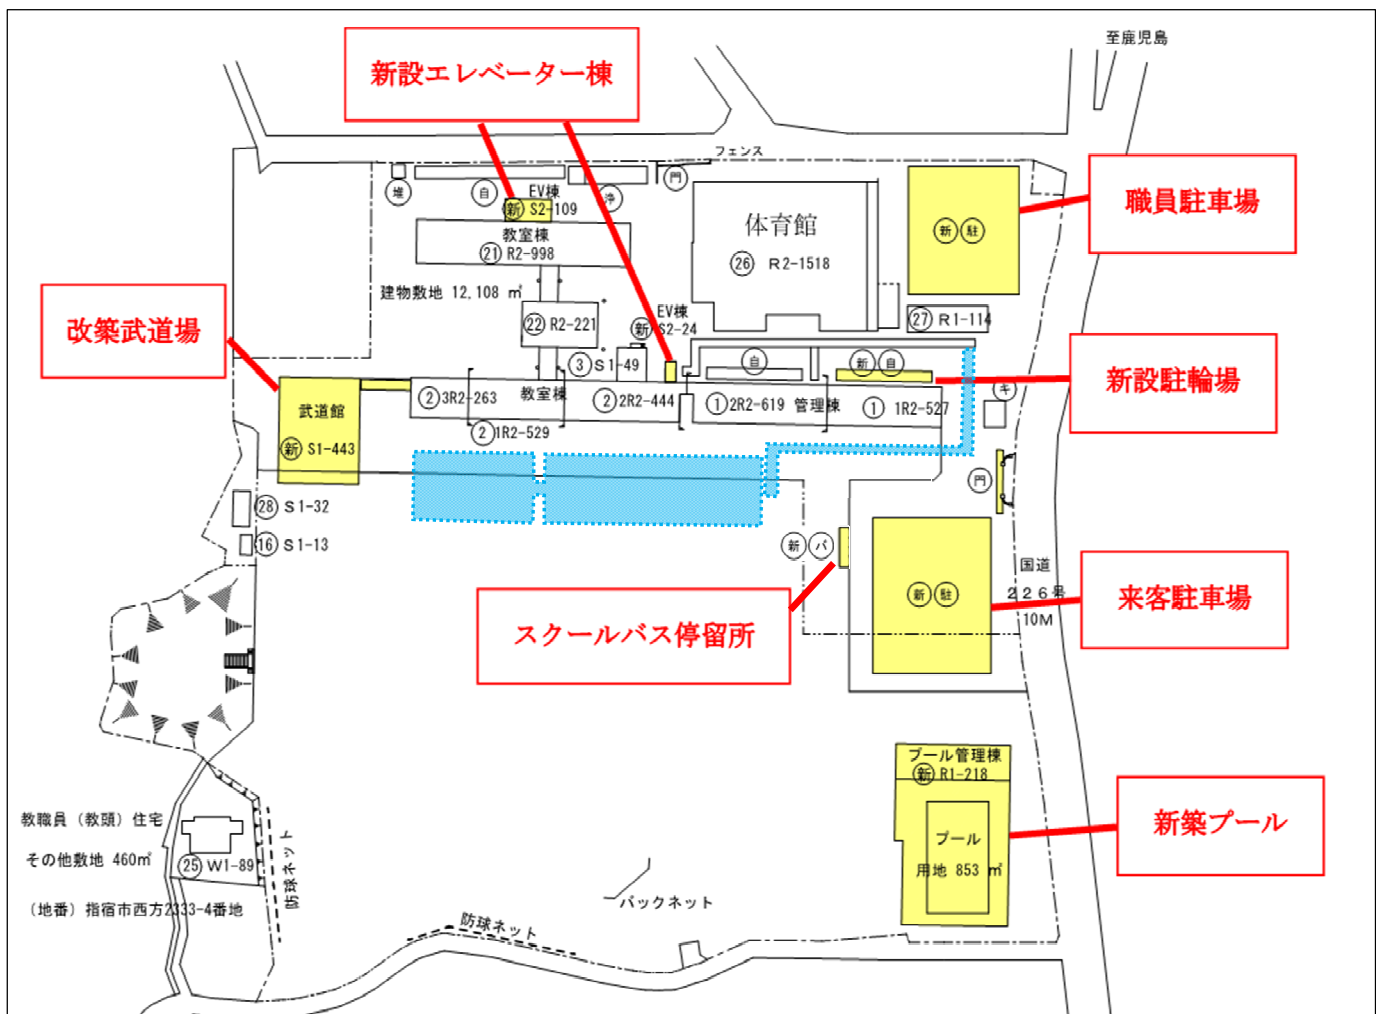 至鹿児島
新設エレベーター棟
フェンス
堆
自
EV棟
浄
門
新 S2-109
職員駐車場
教室棟
21 R2-998
体育館
26 R2-1518
新 駐
建物敷地 12,108 ㎡
EV棟
新 S2-24
22 R2-221
27 R1-114
改築武道場
3 S1-49
自
新 自
新設駐輪場
キ
武道館
新 S1-443
2 3R2-263
教室棟
2 2R2-444
1 2R2-619
管理棟
1 1R2-527
2 1R2-529
門
28 S1-32
16 S1-13
新 バ
国道
226号
10M
新 駐
来客駐車場
スクールバス停留所
プール管理棟
新 R1-218
新築プール
プール
用地 853 ㎡
教職員（教頭）住宅
その他敷地 460㎡
25 W1-89
防球ネット
（地番）指宿市西方2333-4番地
バックネット
防球ネット